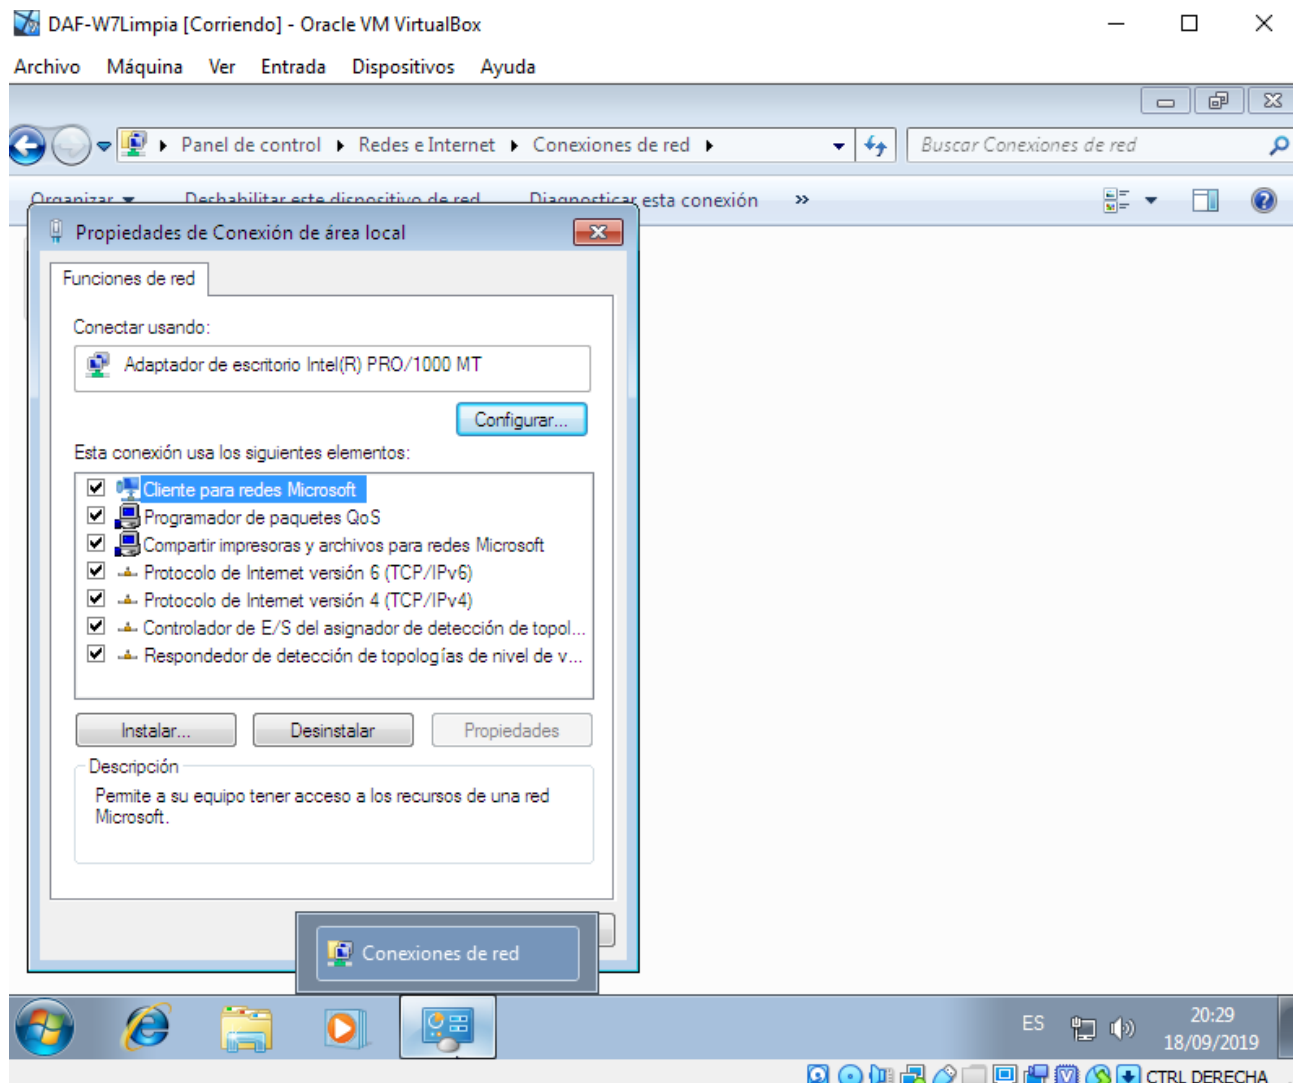 DAF-W7Limpia [Corriendo] - Oracle VM VirtualBox
Archivo Máquina Ver Entrada Dispositivos Ayuda
Panel de control Redes e Internet Conexiones de red
Buscar Conexiones de red
Organizar Deshabilitar este dispositivo de red Diagnosticar esta conexión »
Propiedades de Conexión de área local
Funciones de red
Conectar usando:
Adaptador de escritorio Intel(R) PRO/1000 MT
Configurar...
Esta conexión usa los siguientes elementos:
Cliente para redes Microsoft
Programador de paquetes QoS
Compartir impresoras y archivos para redes Microsoft
Protocolo de Internet versión 6 (TCP/IPv6)
Protocolo de Internet versión 4 (TCP/IPv4)
Controlador de E/S del asignador de detección de topol...
Respondedor de detección de topologías de nivel de v...
Instalar... Desinstalar Propiedades
Descripción
Permite a su equipo tener acceso a los recursos de una red
Microsoft.
Conexiones de red
ES
20:29
18/09/2019
CTRL DERECHA